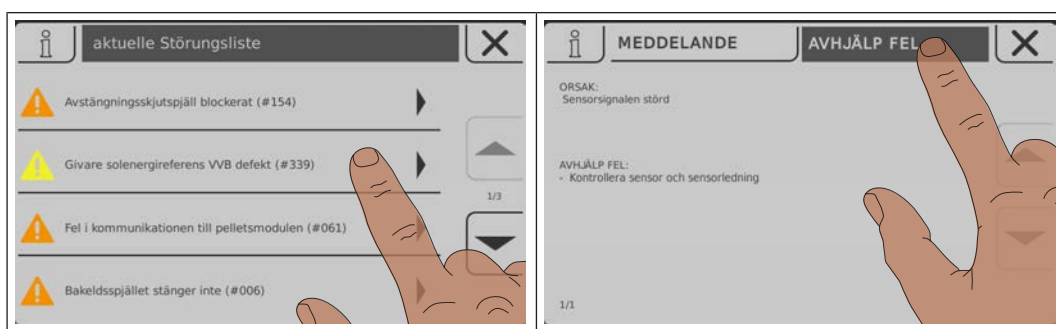 aktuelle Störungsliste
Avstängningsskjutspjäll blockerat (#154)
Givare solenergireferens VVB defekt (#339)
1/3
Fel i kommunikationen till pelletsmodulen (#061)
Bakeldsspjället stänger inte (#006)
MEDDELANDE
AVHJÄLP FEL
ORSAK:
Sensorsignalen störd
AVHJÄLP FEL:
- Kontrollera sensor och sensorledning
1/1